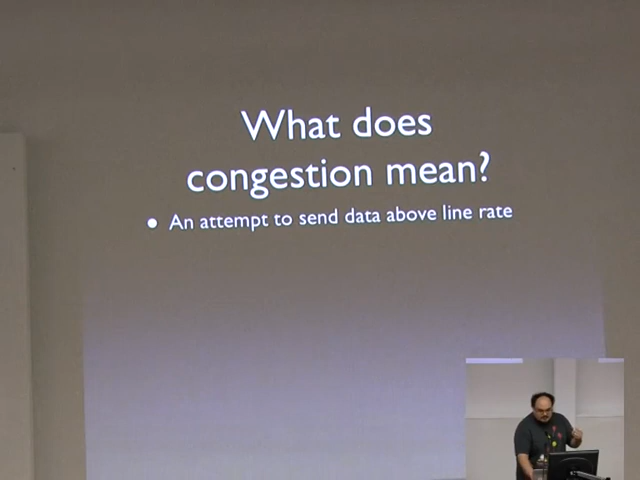 What does
congestion mean?
• An attempt to send data above line rate